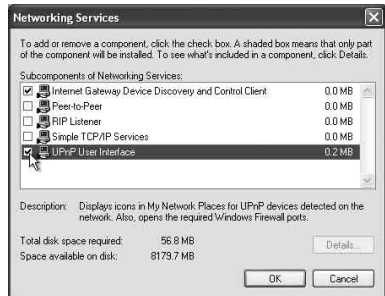 Networking Services
To add or remove a component, click the check box. A shaded box means that only part
of the component will be installed. To see what's included in a component, click Details.
Subcomponents of Networking Services:
Internet Gateway Device Discovery and Control Client 0.0 MB
Peer-to-Peer 0.0 MB
RIP Listener 0.0 MB
Simple TCP/IP Services 0.0 MB
UPnP User Interface 0.2 MB
Description: Displays icons in My Network Places for UPnP devices detected on the
network. Also, opens the required Windows Firewall ports.
Total disk space required: 56.8 MB
Space available on disk: 8179.7 MB
Details...
OK Cancel